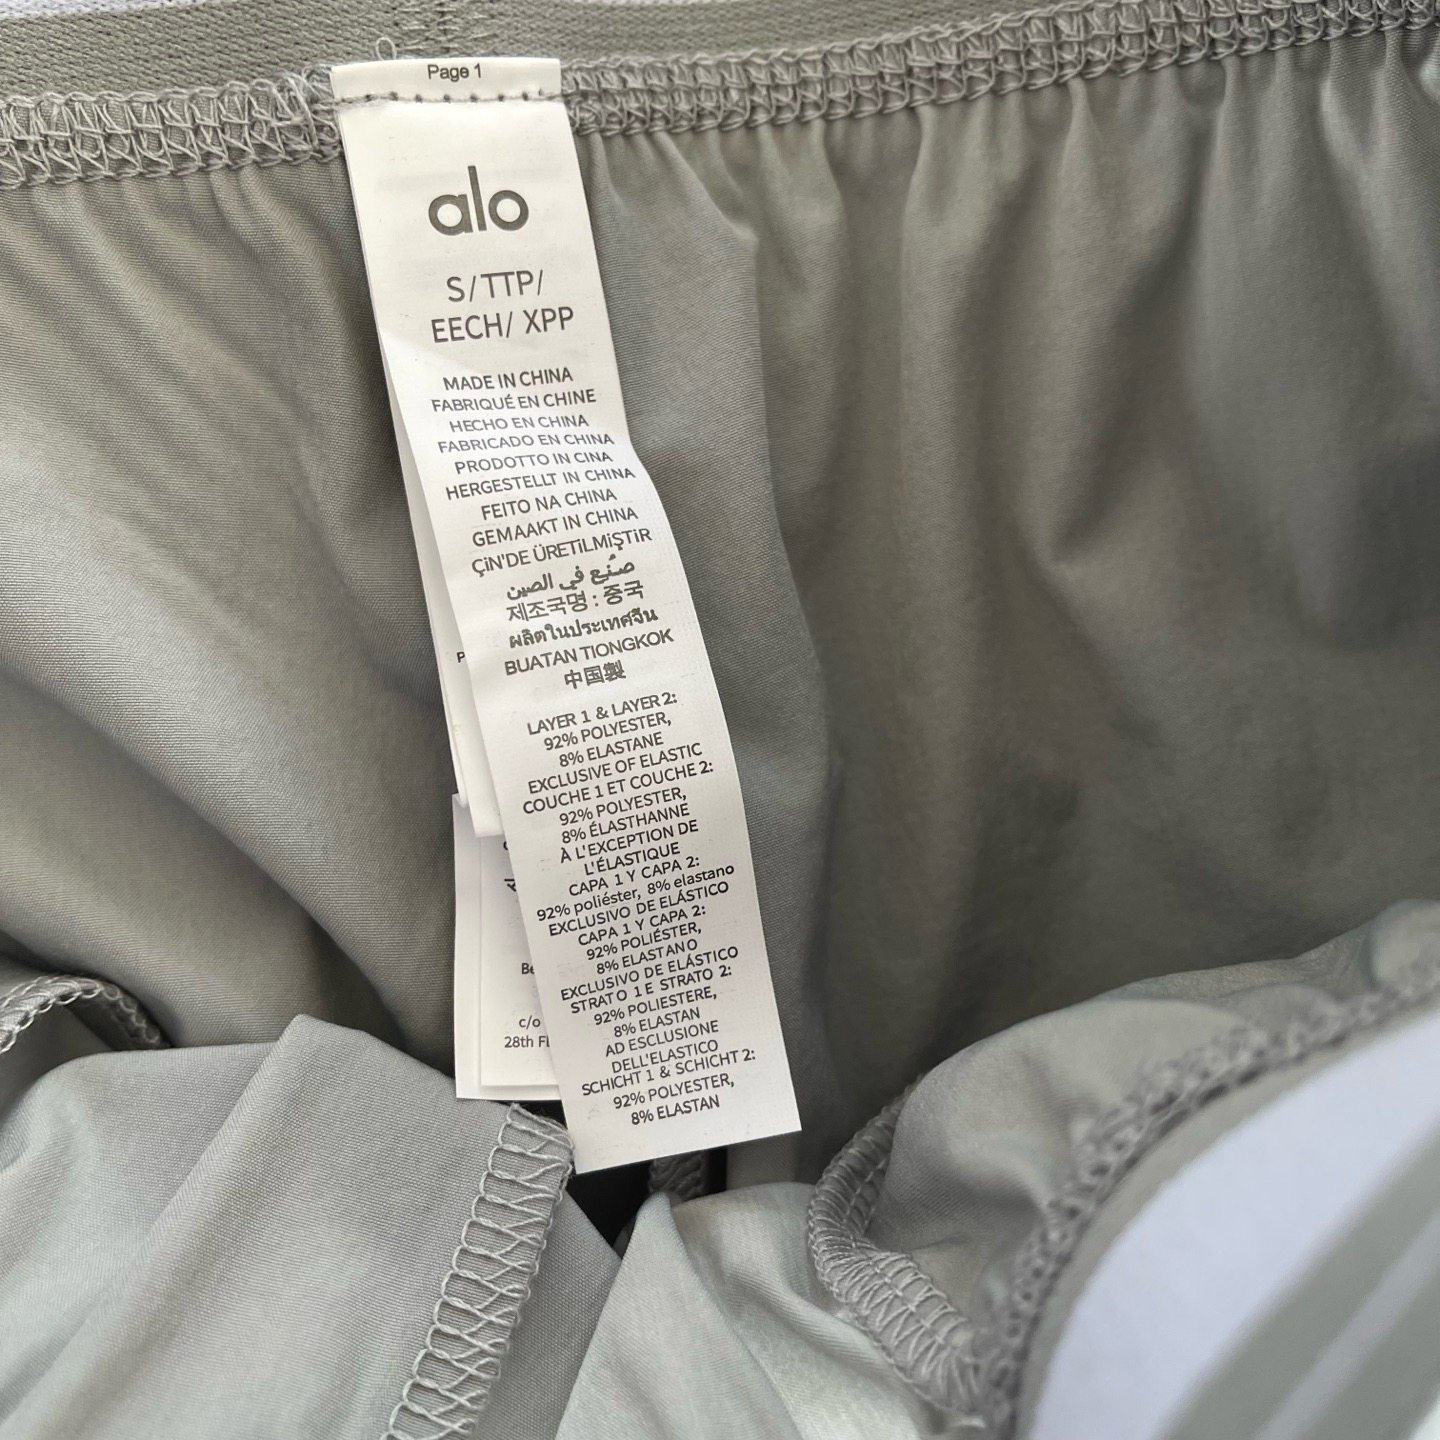 Page 1
alo
S/TTP/
EECH/ XPP
MADE IN CHINA
FABRIQUÉ EN CHINE
HECHO EN CHINA
FABRICADO EN CHINA
PRODOTTO IN CINA
HERGESTELLT IN CHINA
FEITO NA CHINA
GEMAAKT IN CHINA
ÇİN'DE ÜRETİLMİŞTİR
صُنع في الصين
제조국명 : 중국
ผลิตในประเทศจีน
BUATAN TIONGKOK
中国製
LAYER 1 & LAYER 2:
92% POLYESTER,
8% ELASTANE
EXCLUSIVE OF ELASTIC
COUCHE 1 ET COUCHE 2:
92% POLYESTER,
8% ÉLASTHANNE
À L'EXCEPTION DE
L'ÉLASTIQUE
CAPA 1 Y CAPA 2:
92% poliéster, 8% elastano
EXCLUSIVO DE ELÁSTICO
CAPA 1 Y CAPA 2:
92% POLIÉSTER,
8% ELASTANO
EXCLUSIVO DE ELÁSTICO
STRATO 1 E STRATO 2:
92% POLIESTERE,
8% ELASTAN
AD ESCLUSIONE
DELL'ELASTICO
SCHICHT 1 & SCHICHT 2:
92% POLYESTER,
8% ELASTAN
c/o
28th